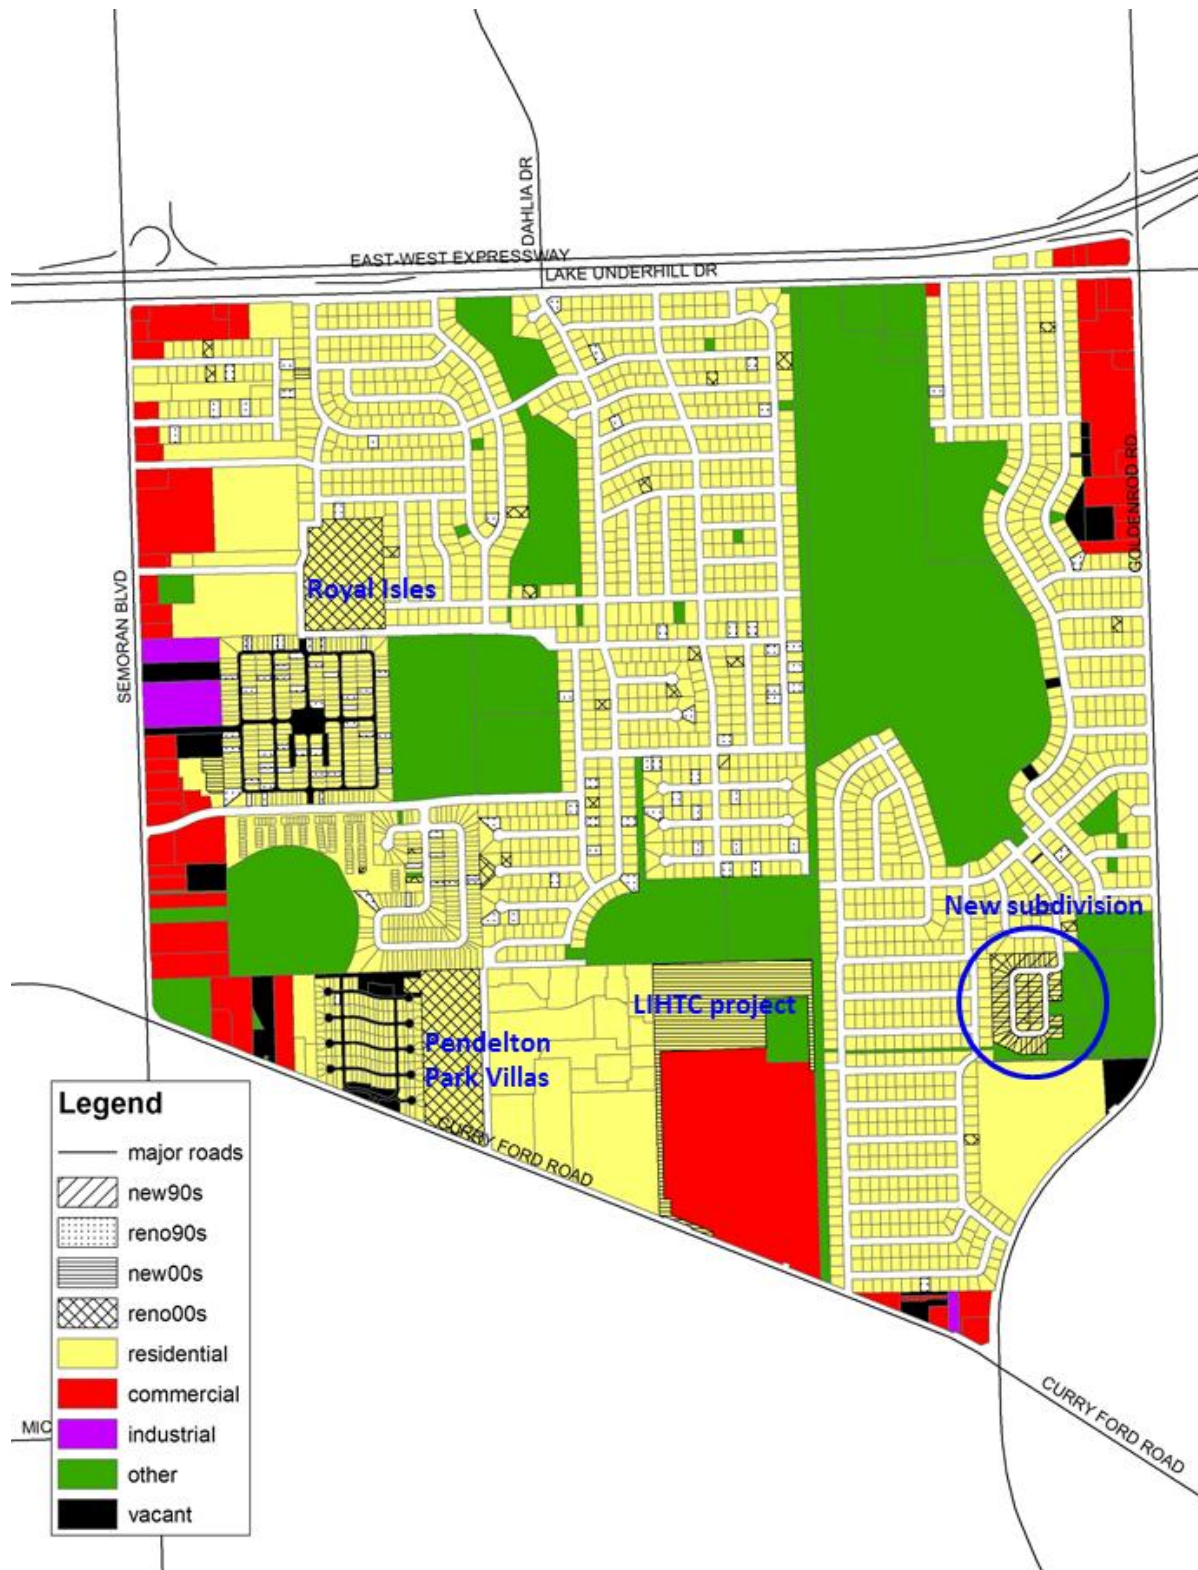 DAHLIA DR
EAST-WEST EXPRESSWAY
LAKE UNDERHILL DR
GOLDENROD RD
SEMORAN BLVD
Royal Isles
New subdivision
LIHTC project
Pendelton
Park Villas
CURRY FORD ROAD
Legend
major roads
new90s
reno90s
new00s
reno00s
residential
commercial
industrial
other
vacant
MIC
CURRY FORD ROAD